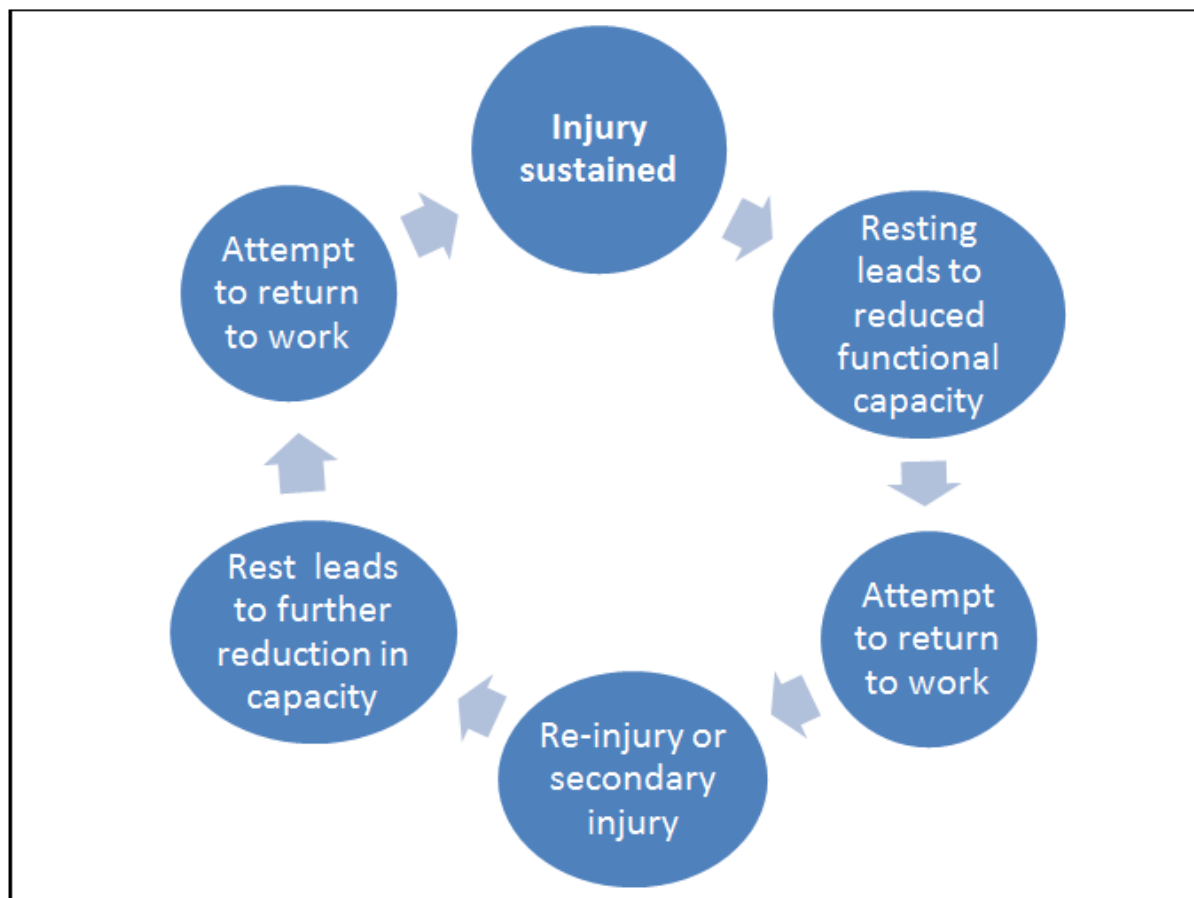 Injury
sustained
Resting
leads to
reduced
functional
capacity
Attempt
to return
to work
Re-injury or
secondary
injury
Rest  leads
to further
reduction in
capacity
Attempt
to return
to work